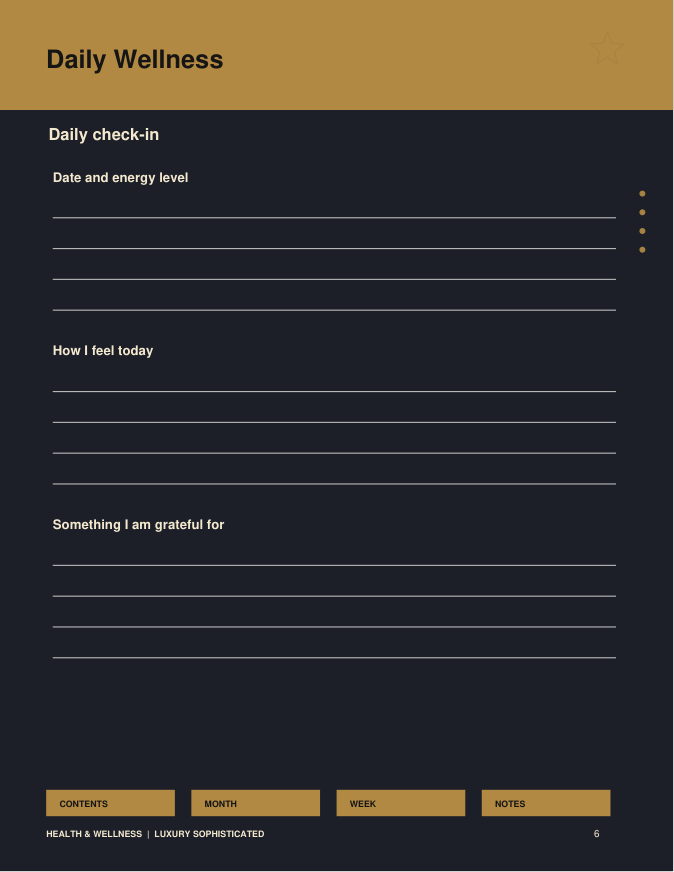 Daily Wellness
Daily check-in
Date and energy level
How I feel today
Something I am grateful for
CONTENTS
MONTH
WEEK
NOTES
HEALTH & WELLNESS | LUXURY SOPHISTICATED
6